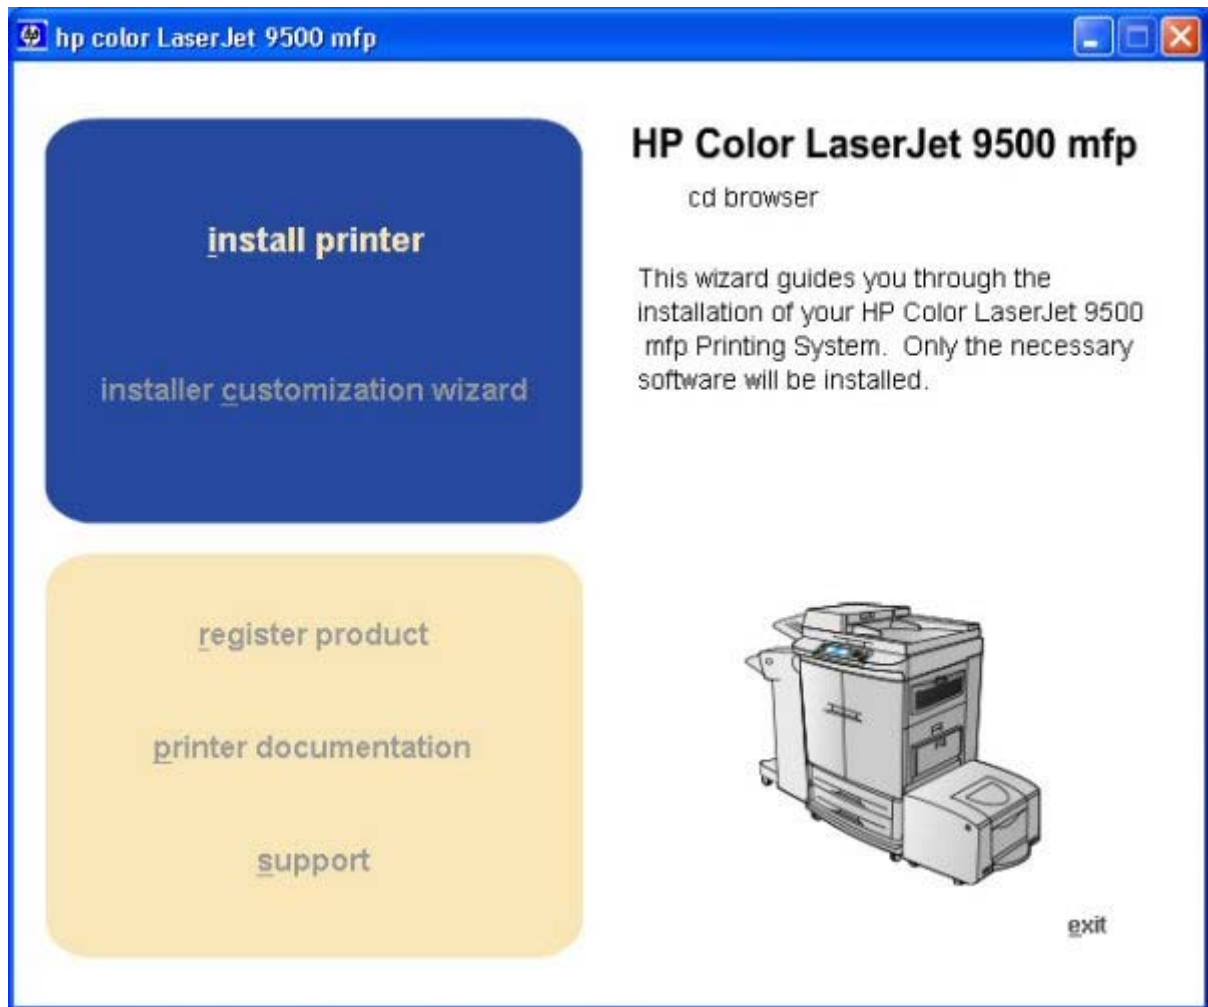 hp color LaserJet 9500 mfp
install printer
installer customization wizard
register product
printer documentation
support
HP Color LaserJet 9500 mfp
cd browser
This wizard guides you through the
installation of your HP Color LaserJet 9500
mfp Printing System. Only the necessary
software will be installed.
exit